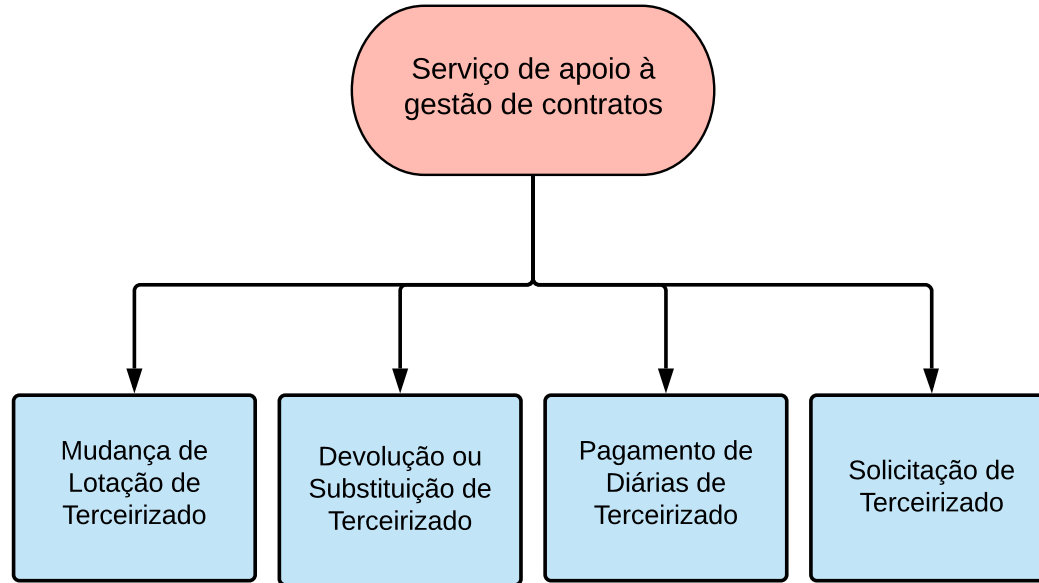 Serviço de apoio à
gestão de contratos
Mudança de
Lotação de
Terceirizado
Devolução ou
Substituição de
Terceirizado
Pagamento de
Diárias de
Terceirizado
Solicitação de
Terceirizado